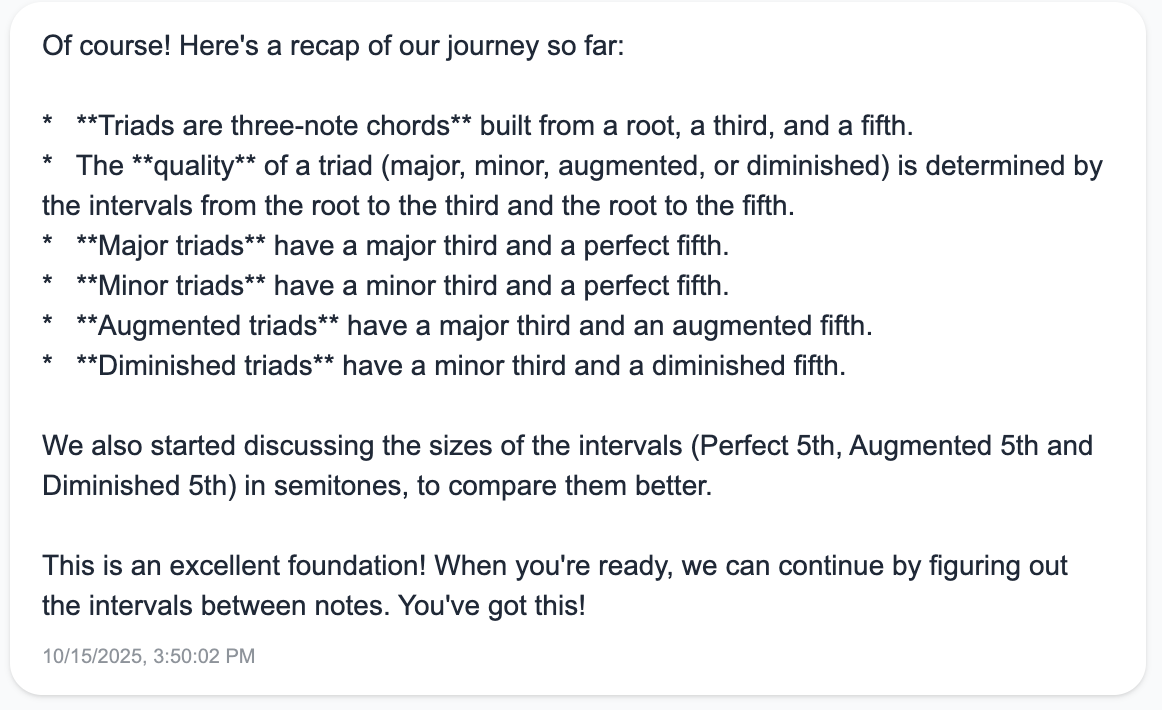 Of course! Here's a recap of our journey so far:
*   **Triads are three-note chords** built from a root, a third, and a fifth.
*   The **quality** of a triad (major, minor, augmented, or diminished) is determined by
the intervals from the root to the third and the root to the fifth.
*   **Major triads** have a major third and a perfect fifth.
*   **Minor triads** have a minor third and a perfect fifth.
*   **Augmented triads** have a major third and an augmented fifth.
*   **Diminished triads** have a minor third and a diminished fifth.
We also started discussing the sizes of the intervals (Perfect 5th, Augmented 5th and
Diminished 5th) in semitones, to compare them better.
This is an excellent foundation! When you're ready, we can continue by figuring out
the intervals between notes. You've got this!
10/15/2025, 3:50:02 PM